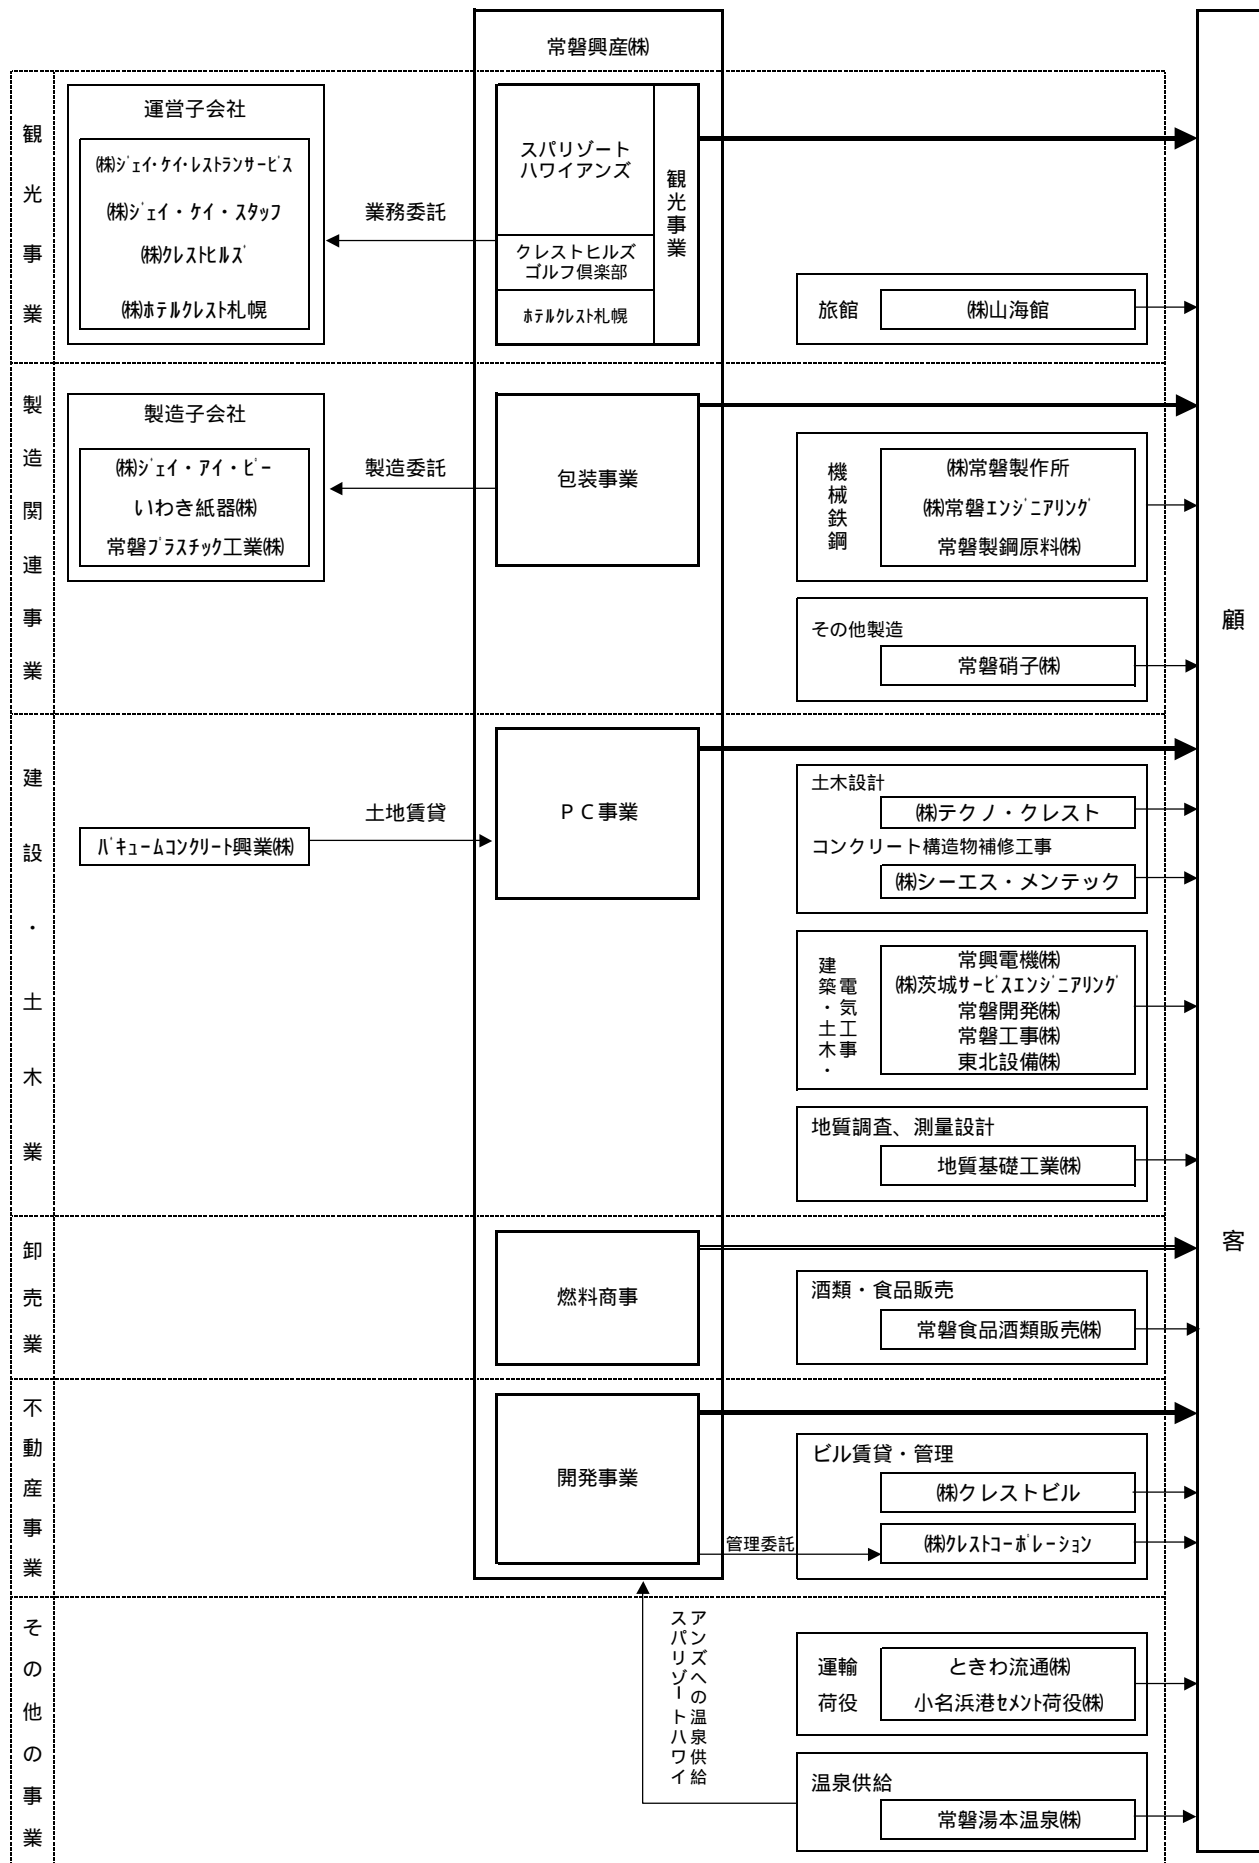 常磐興産㈱
観光事業
運営子会社
㈱ｼﾞｪｲ･ｹｲ･ﾚｽﾄﾗﾝｻｰﾋﾞｽ
㈱ｼﾞｪｲ・ｹｲ・ｽﾀｯﾌ
㈱ｸﾚｽﾄﾋﾙｽﾞ
㈱ﾎﾃﾙｸﾚｽﾄ札幌
業務委託
スパリゾート
ハワイアンズ
クレストヒルズ
ゴルフ倶楽部
ﾎﾃﾙｸﾚｽﾄ札幌
観光事業
旅館
㈱山海館
製造関連事業
製造子会社
㈱ｼﾞｪｲ・ｱｲ・ﾋﾟｰ
いわき紙器㈱
常磐ﾌﾟﾗｽﾁｯｸ工業㈱
製造委託
包装事業
機械鉄鋼
㈱常磐製作所
㈱常磐ｴﾝｼﾞﾆｱﾘﾝｸﾞ
常磐製鋼原料㈱
その他製造
常磐硝子㈱
建設・土木業
ﾊﾞｷｭｰﾑｺﾝｸﾘｰﾄ興業㈱
土地賃貸
ＰＣ事業
土木設計
㈱テクノ・クレスト
コンクリート構造物補修工事
㈱シーエス・メンテック
建築・土木・
電気工事
常興電機㈱
㈱茨城ｻｰﾋﾞｽｴﾝｼﾞﾆｱﾘﾝｸﾞ
常磐開発㈱
常磐工事㈱
東北設備㈱
地質調査、測量設計
地質基礎工業㈱
卸売業
燃料商事
酒類・食品販売
常磐食品酒類販売㈱
不動産事業
開発事業
管理委託
ビル賃貸・管理
㈱クレストビル
㈱ｸﾚｽﾄｺｰﾎﾟﾚｰｼｮﾝ
その他の事業
スパリゾートハワイ
アンズへの温泉供給
運輸
荷役
ときわ流通㈱
小名浜港ｾﾒﾝﾄ荷役㈱
温泉供給
常磐湯本温泉㈱
顧客